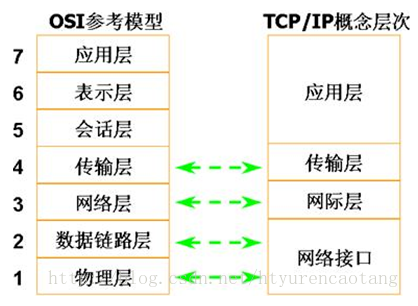 OSI参考模型
TCP/IP概念层次
7 应用层
6 表示层
5 会话层
4 传输层
3 网络层
2 数据链路层
1 物理层
应用层
传输层
网际层
网络接口
http://blog.csdn.net/htyurencaotang